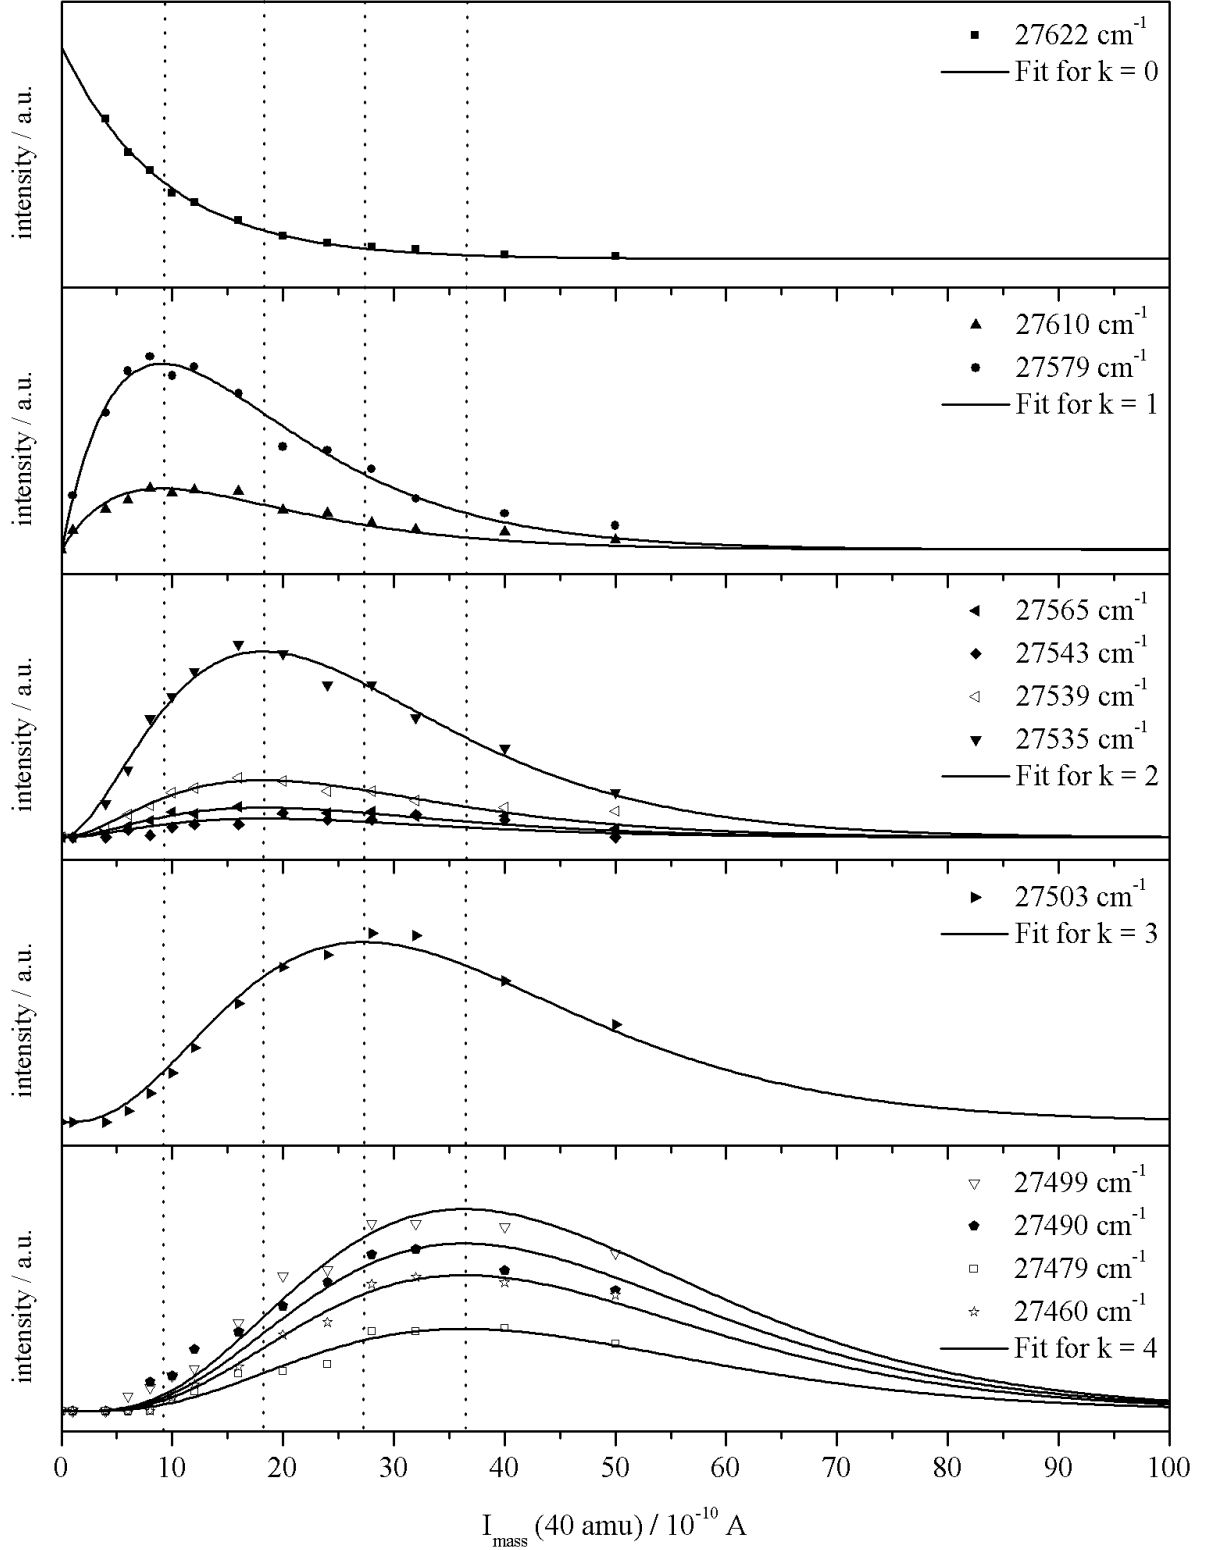 intensity / a.u.
27622 cm⁻¹
Fit for k = 0
intensity / a.u.
27610 cm⁻¹
27579 cm⁻¹
Fit for k = 1
intensity / a.u.
27565 cm⁻¹
27543 cm⁻¹
27539 cm⁻¹
27535 cm⁻¹
Fit for k = 2
intensity / a.u.
27503 cm⁻¹
Fit for k = 3
intensity / a.u.
27499 cm⁻¹
27490 cm⁻¹
27479 cm⁻¹
27460 cm⁻¹
Fit for k = 4
0 10 20 30 40 50 60 70 80 90 100
I_mass (40 amu) / 10⁻¹⁰ A